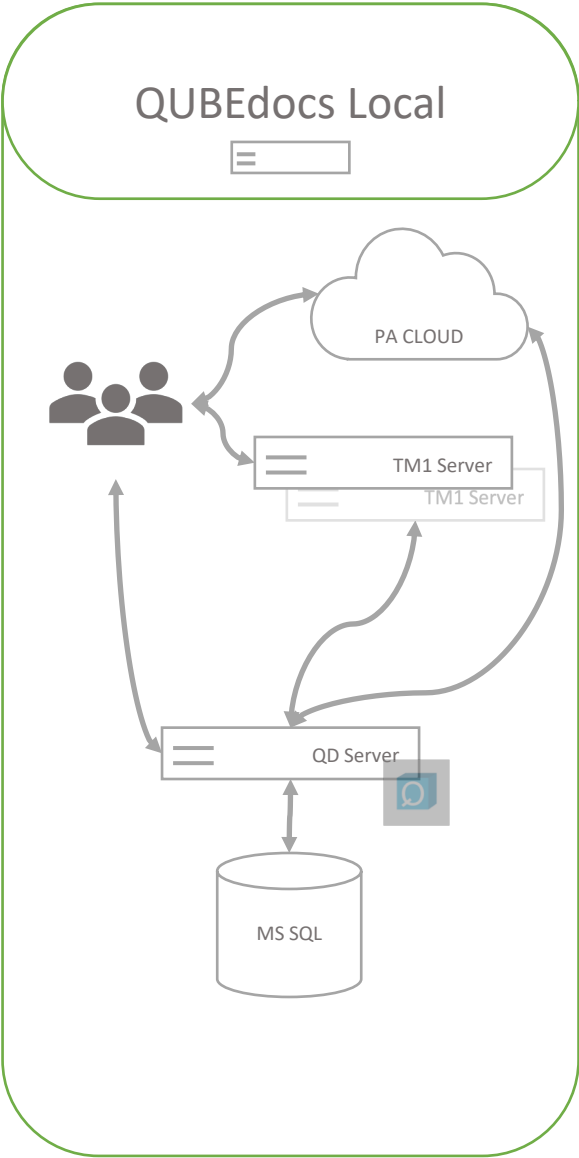 QUBEdocs Local
PA CLOUD
TM1 Server
TM1 Server
QD Server
Q
MS SQL